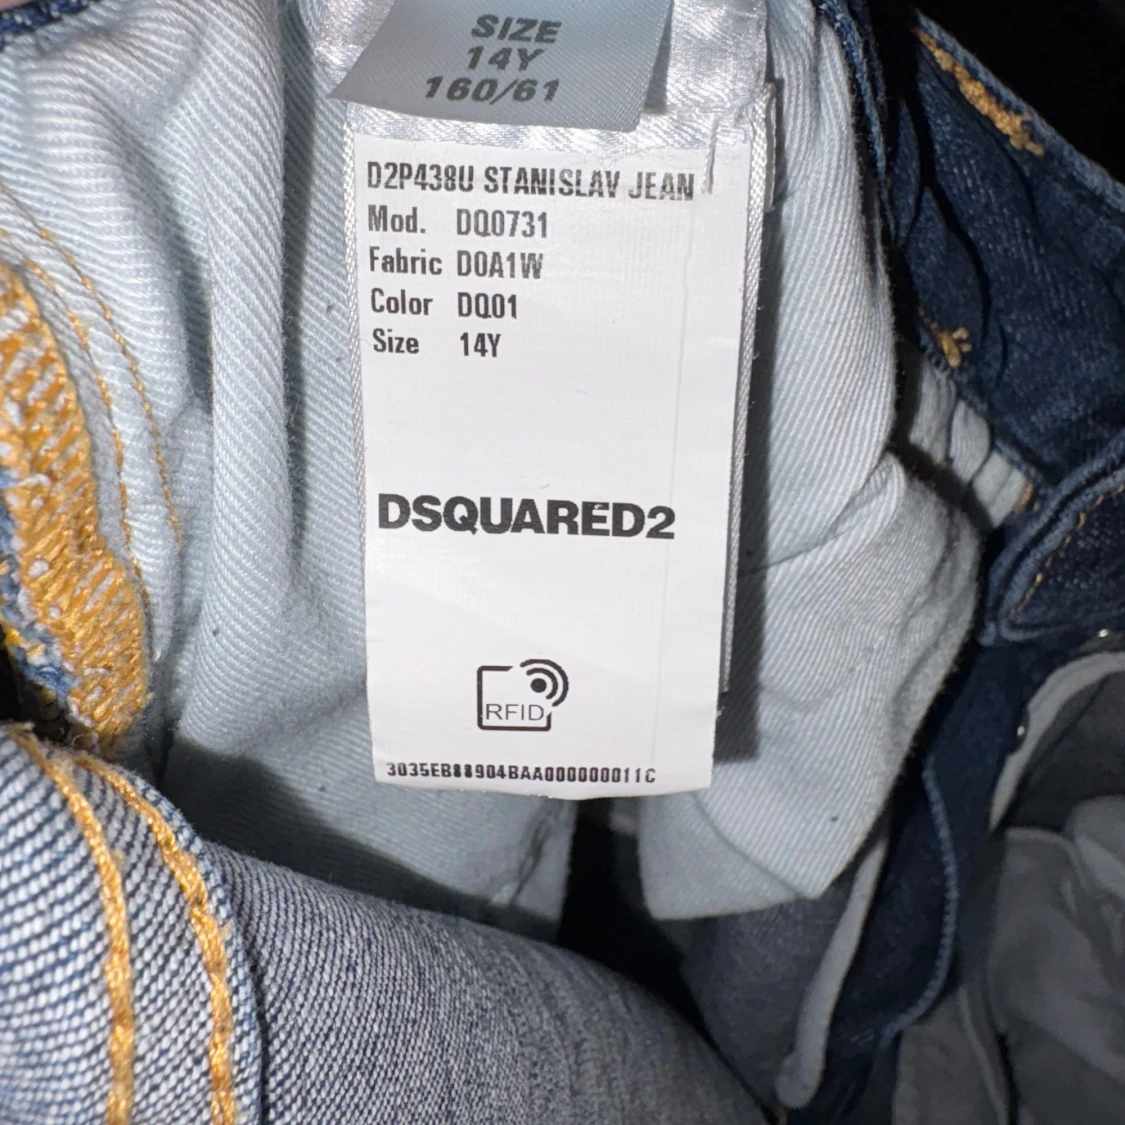 SIZE
14Y
160/61
D2P438U STANISLAV JEAN
Mod. DQ0731
Fabric D0A1W
Color DQ01
Size 14Y
DSQUARED2
RFID
3035EB88904BAA000000011C